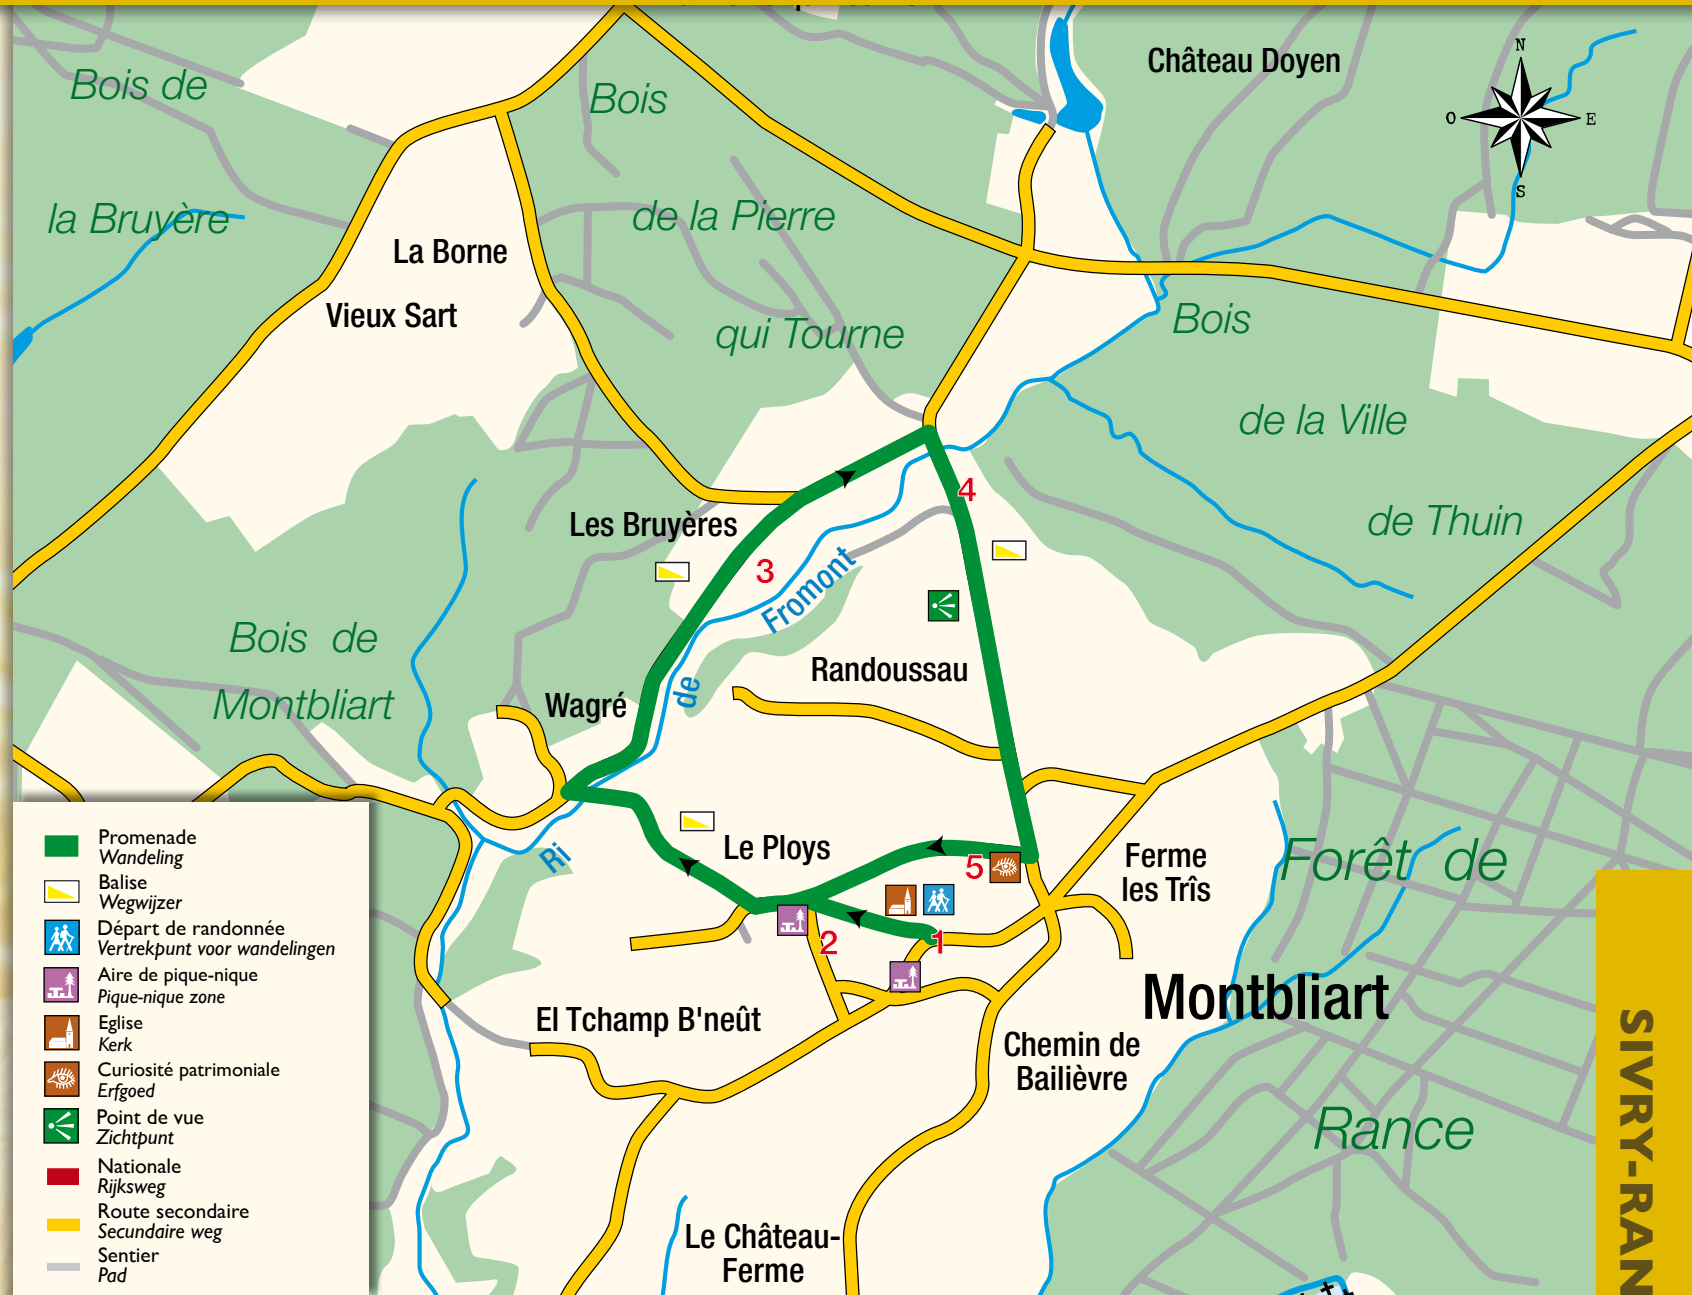 Château Doyen
N
O
E
S
Bois de
la Bruyère
Bois
de la Pierre
qui Tourne
La Borne
Vieux Sart
Bois
de la Ville
de Thuin
4
Les Bruyères
3
Fromont
de
Ri
Bois de
Montbliart
Wagré
Randoussau
Le Ploys
5
Ferme
les Trîs
Forêt de
Rance
2
1
Montbliart
El Tchamp B'neût
Chemin de
Bailièvre
Le Château-
Ferme
Promenade
Wandeling
Balise
Wegwijzer
Départ de randonnée
Vertrekpunt voor wandelingen
Aire de pique-nique
Pique-nique zone
Eglise
Kerk
Curiosité patrimoniale
Erfgoed
Point de vue
Zichtpunt
Nationale
Rijksweg
Route secondaire
Secundaire weg
Sentier
Pad
SIVRY-RAN